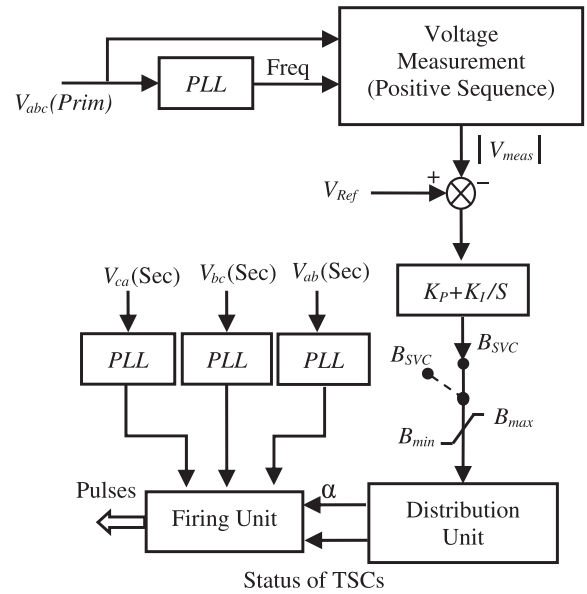 Voltage
Measurement
(Positive Sequence)
PLL
Freq
V_abc(Prim)
|V_meas|
+
−
V_Ref
K_P+K_I/S
V_ca(Sec)
V_bc(Sec)
V_ab(Sec)
PLL
PLL
PLL
B_SVC
B_SVC
B_max
B_min
Pulses
Firing Unit
α
Distribution
Unit
Status of TSCs